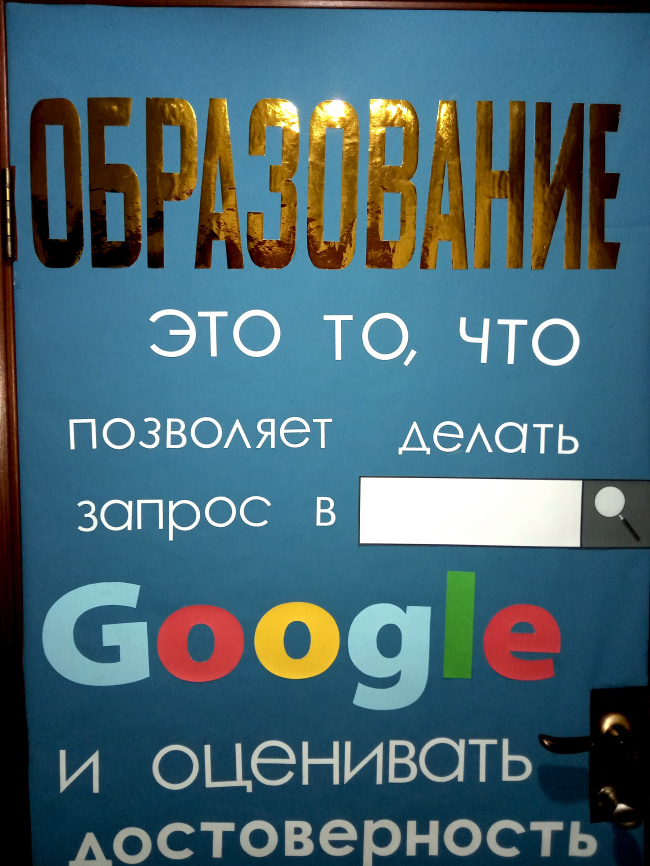 ОБРАЗОВАНИЕ
это то, что
позволяет делать
запрос в
Google
и оценивать
достоверность